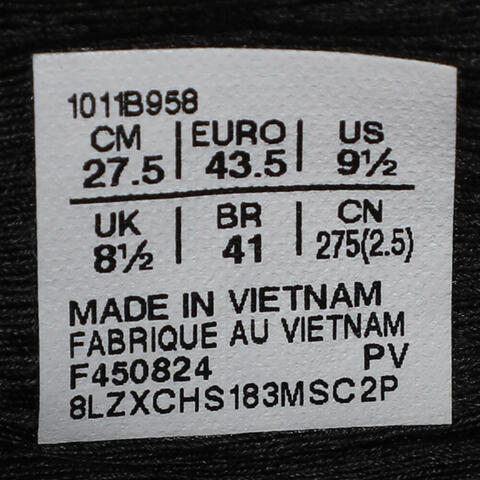 1011B958
CM | EURO | US
27.5 | 43.5 | 9½
UK | BR | CN
8½ | 41 | 275(2.5)
MADE IN VIETNAM
FABRIQUE AU VIETNAM
F450824 PV
8LZXCHS183MSC2P